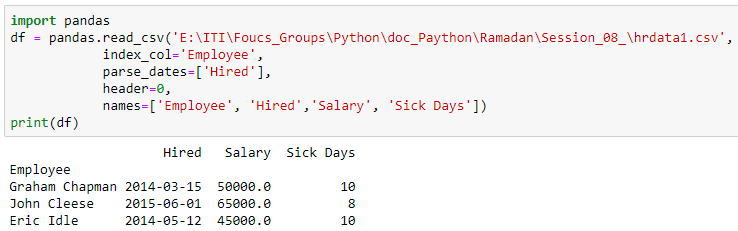 import pandas
df = pandas.read_csv('E:\ITI\Foucs_Groups\Python\doc_Paython\Ramadan\Session_08_\hrdata1.csv',
            index_col='Employee',
            parse_dates=['Hired'],
            header=0,
            names=['Employee', 'Hired','Salary', 'Sick Days'])
print(df)
                    Hired   Salary  Sick Days
Employee
Graham Chapman 2014-03-15  50000.0         10
John Cleese    2015-06-01  65000.0          8
Eric Idle      2014-05-12  45000.0         10